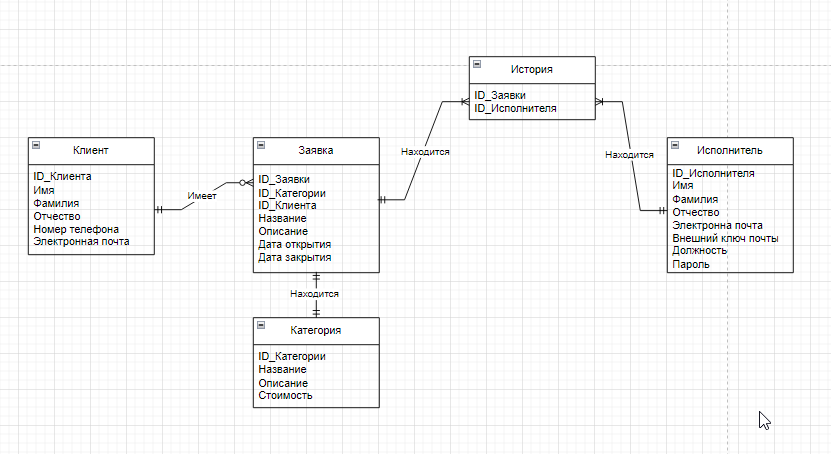 История
ID_Заявки
ID_Исполнителя
Клиент
ID_Клиента
Имя
Фамилия
Отчество
Номер телефона
Электронная почта
Имеет
Заявка
ID_Заявки
ID_Категории
ID_Клиента
Название
Описание
Дата открытия
Дата закрытия
Находится
Находится
Исполнитель
ID_Исполнителя
Имя
Фамилия
Отчество
Электронна почта
Внешний ключ почты
Должность
Пароль
Находится
Категория
ID_Категории
Название
Описание
Стоимость